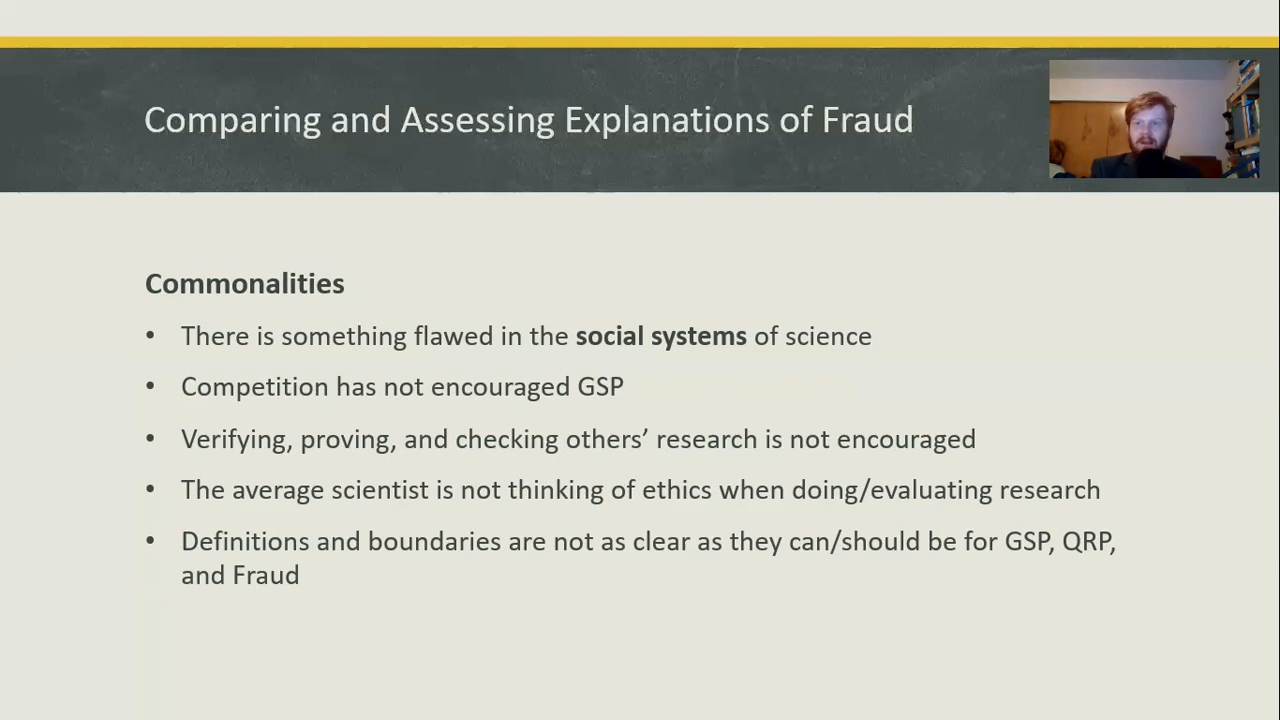 Comparing and Assessing Explanations of Fraud
Commonalities
• There is something flawed in the social systems of science
• Competition has not encouraged GSP
• Verifying, proving, and checking others’ research is not encouraged
• The average scientist is not thinking of ethics when doing/evaluating research
• Definitions and boundaries are not as clear as they can/should be for GSP, QRP,
and Fraud